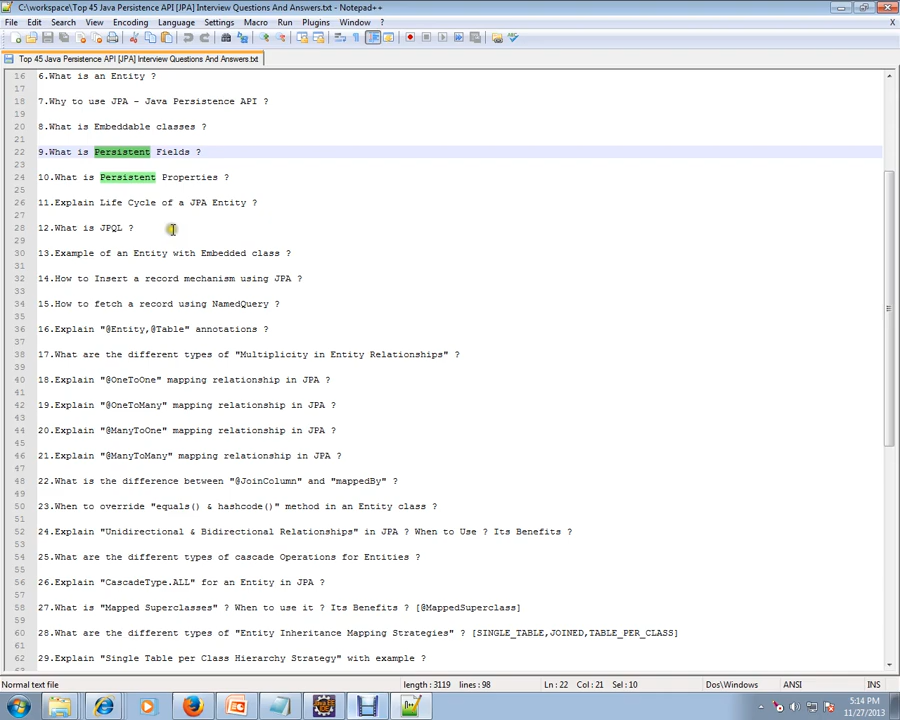 C:\workspace\Top 45 Java Persistence API [JPA] Interview Questions And Answers.txt - Notepad++
File Edit Search View Encoding Language Settings Macro Run Plugins Window ? X
Top 45 Java Persistence API [JPA] Interview Questions And Answers.txt
16 6.What is an Entity ?
17
18 7.Why to use JPA - Java Persistence API ?
19
20 8.What is Embeddable classes ?
21
22 9.What is Persistent Fields ?
23
24 10.What is Persistent Properties ?
25
26 11.Explain Life Cycle of a JPA Entity ?
27
28 12.What is JPQL ?
29
30 13.Example of an Entity with Embedded class ?
31
32 14.How to Insert a record mechanism using JPA ?
33
34 15.How to fetch a record using NamedQuery ?
35
36 16.Explain "@Entity,@Table" annotations ?
37
38 17.What are the different types of "Multiplicity in Entity Relationships" ?
39
40 18.Explain "@OneToOne" mapping relationship in JPA ?
41
42 19.Explain "@OneToMany" mapping relationship in JPA ?
43
44 20.Explain "@ManyToOne" mapping relationship in JPA ?
45
46 21.Explain "@ManyToMany" mapping relationship in JPA ?
47
48 22.What is the difference between "@JoinColumn" and "mappedBy" ?
49
50 23.When to override "equals() & hashcode()" method in an Entity class ?
51
52 24.Explain "Unidirectional & Bidirectional Relationships" in JPA ? When to Use ? Its Benefits ?
53
54 25.What are the different types of cascade Operations for Entities ?
55
56 26.Explain "CascadeType.ALL" for an Entity in JPA ?
57
58 27.What is "Mapped Superclasses" ? When to use it ? Its Benefits ? [@MappedSuperclass]
59
60 28.What are the different types of "Entity Inheritance Mapping Strategies" ? [SINGLE_TABLE,JOINED,TABLE_PER_CLASS]
61
62 29.Explain "Single Table per Class Hierarchy Strategy" with example ?
63
Normal text file length : 3119 lines : 98 Ln : 22 Col : 21 Sel : 10 Dos\Windows ANSI INS
5:14 PM
11/27/2013